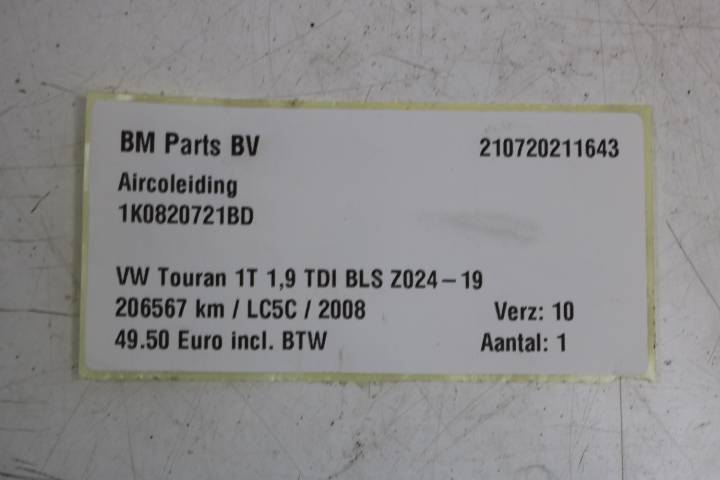 BM Parts BV 210720211643
Aircoleiding
1K0820721BD
VW Touran 1T 1,9 TDI BLS Z024-19
206567 km / LC5C / 2008 Verz: 10
49.50 Euro incl. BTW Aantal: 1